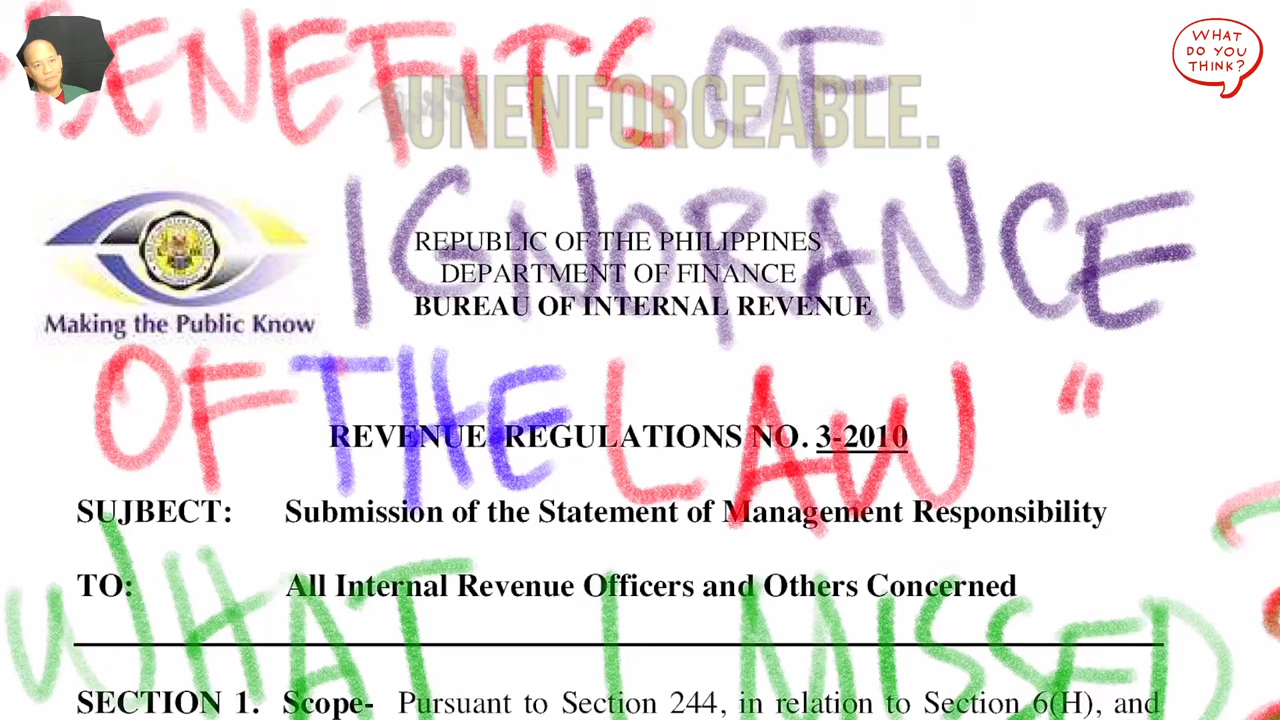 "BENEFITS OF
UNENFORCEABLE.
WHAT
DO YOU
THINK?
IGNORANCE
REPUBLIC OF THE PHILIPPINES
DEPARTMENT OF FINANCE
BUREAU OF INTERNAL REVENUE
Making the Public Know
OF THE LAW "
REVENUE REGULATIONS NO. 3-2010
SUJBECT: Submission of the Statement of Management Responsibility
TO: All Internal Revenue Officers and Others Concerned
WHAT I MISSED?
SECTION 1. Scope- Pursuant to Section 244, in relation to Section 6(H), and